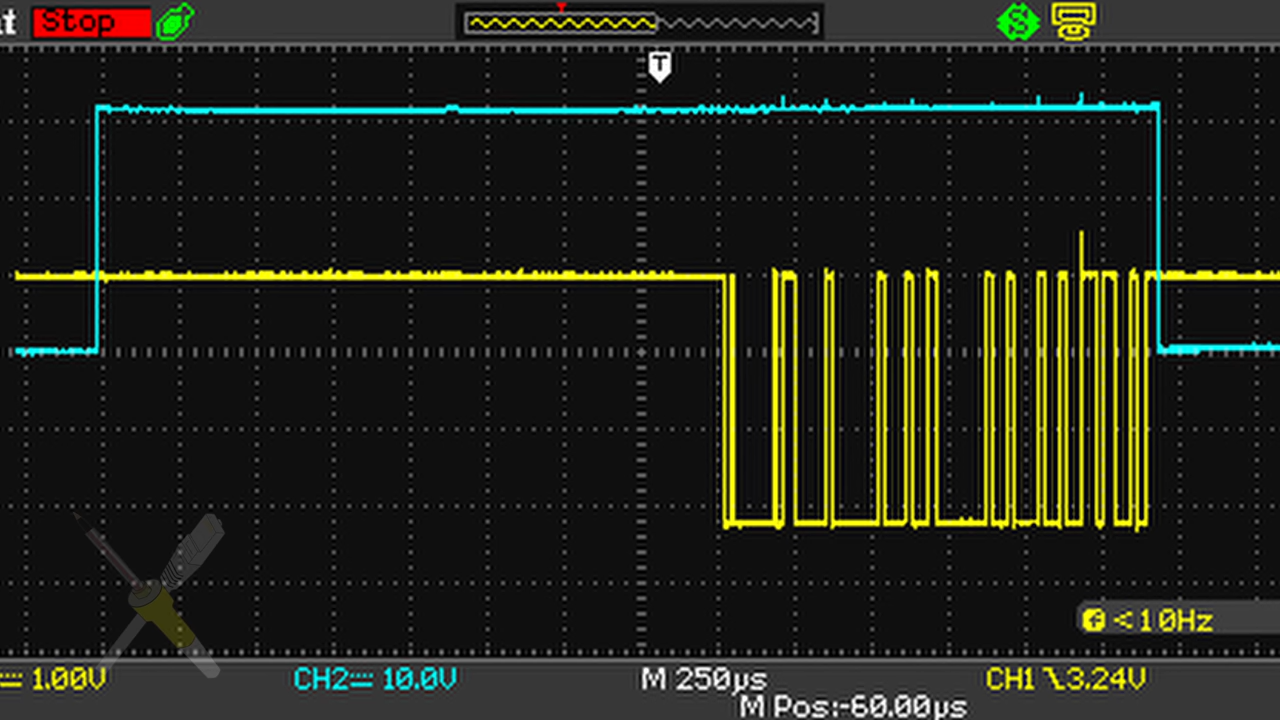 Stop
T
f <10Hz
1.00V CH2 10.0V M 250µs CH1 3.24V
M Pos:-60.00µs